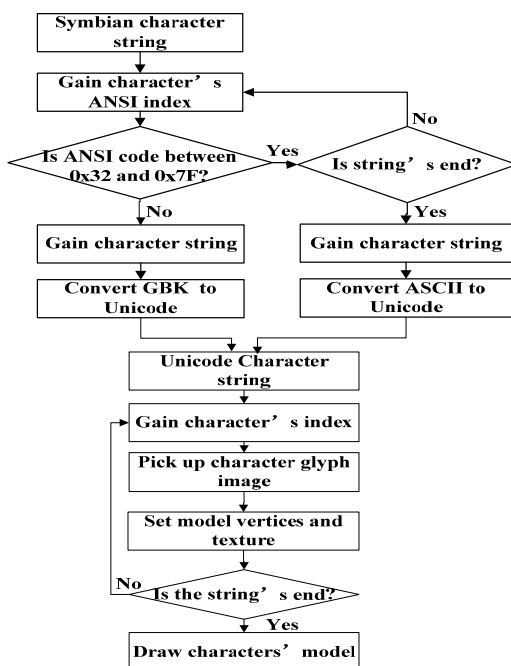 Symbian character
string
Gain character's
ANSI index
No
Is ANSI code between
0x32 and 0x7F?
Yes
Is string's end?
No
Yes
Gain character string
Gain character string
Convert GBK to
Unicode
Convert ASCII to
Unicode
Unicode Character
string
Gain character's index
Pick up character glyph
image
Set model vertices and
texture
No
Is the string's end?
Yes
Draw characters' model